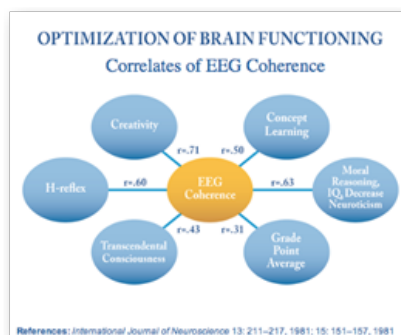 OPTIMIZATION OF BRAIN FUNCTIONING
Correlates of EEG Coherence
Creativity
Concept
Learning
r=.71
r=.50
H-reflex
r=.60
EEG
Coherence
r=.63
Moral
Reasoning,
IQ, Decrease
Neuroticism
r=.43
r=.31
Transcendental
Consciousness
Grade
Point
Average
References: International Journal of Neuroscience 13: 211–217, 1981; 15: 151–157, 1981